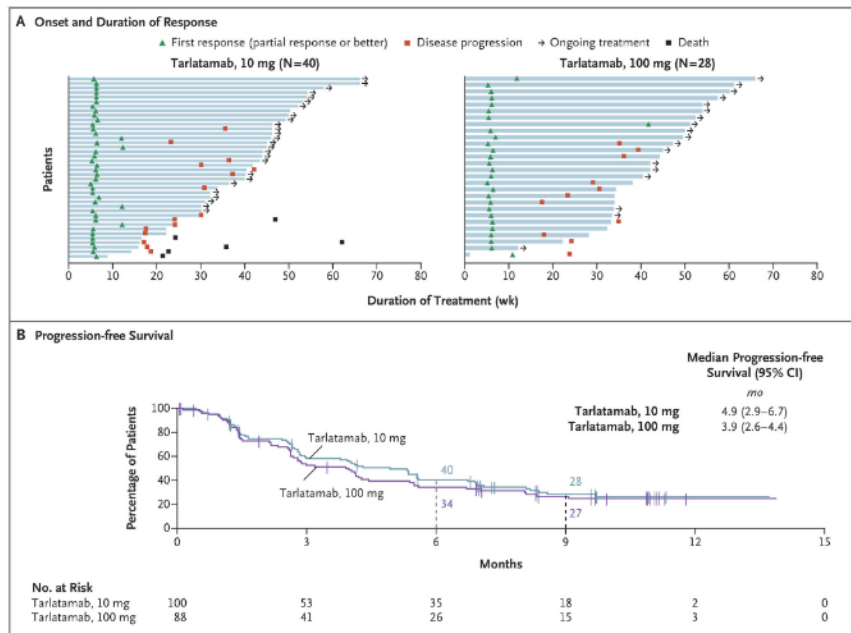 A Onset and Duration of Response
First response (partial response or better) Disease progression Ongoing treatment Death
Tarlatamab, 10 mg (N=40) Tarlatamab, 100 mg (N=28)
Patients
0 10 20 30 40 50 60 70 80 0 10 20 30 40 50 60 70 80
Duration of Treatment (wk)
B Progression-free Survival
Median Progression-free
Survival (95% CI)
mo
Tarlatamab, 10 mg 4.9 (2.9–6.7)
Tarlatamab, 100 mg 3.9 (2.6–4.4)
Percentage of Patients
100
80
60
40
20
0
Tarlatamab, 10 mg
Tarlatamab, 100 mg
40
34
28
27
0 3 6 9 12 15
Months
No. at Risk
Tarlatamab, 10 mg 100 53 35 18 2 0
Tarlatamab, 100 mg 88 41 26 15 3 0